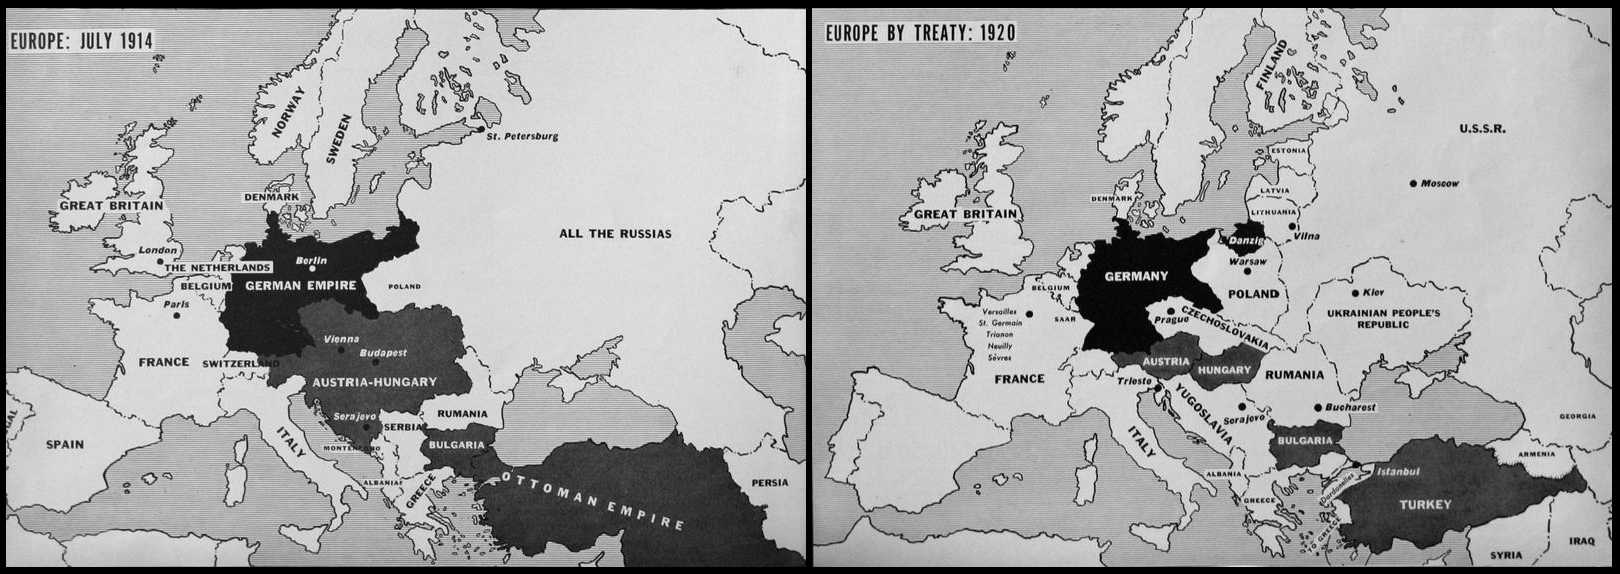 EUROPE: JULY 1914
NORWAY
SWEDEN
St. Petersburg
DENMARK
GREAT BRITAIN
London
THE NETHERLANDS
BELGIUM
Berlin
GERMAN EMPIRE
POLAND
ALL THE RUSSIAS
Paris
FRANCE
SWITZERLAND
Vienna
Budapest
AUSTRIA-HUNGARY
Serajevo
SERBIA
RUMANIA
MONTENEGRO
BULGARIA
SPAIN
ITALY
ALBANIA
GREECE
OTTOMAN EMPIRE
PERSIA
EUROPE BY TREATY: 1920
FINLAND
U.S.S.R.
ESTONIA
Moscow
LATVIA
DENMARK
LITHUANIA
GREAT BRITAIN
Vilna
Danzig
Warsaw
GERMANY
POLAND
BELGIUM
Kiev
UKRAINIAN PEOPLE'S
REPUBLIC
SAAR
Versailles
St. Germain
Trianon
Neuilly
Sèvres
Prague
CZECHOSLOVAKIA
FRANCE
AUSTRIA
HUNGARY
RUMANIA
Trieste
YUGOSLAVIA
Serajevo
Bucharest
GEORGIA
ITALY
BULGARIA
ARMENIA
ALBANIA
Istanbul
Dardanelles
GREECE
TO GREECE
TURKEY
SYRIA
IRAQ